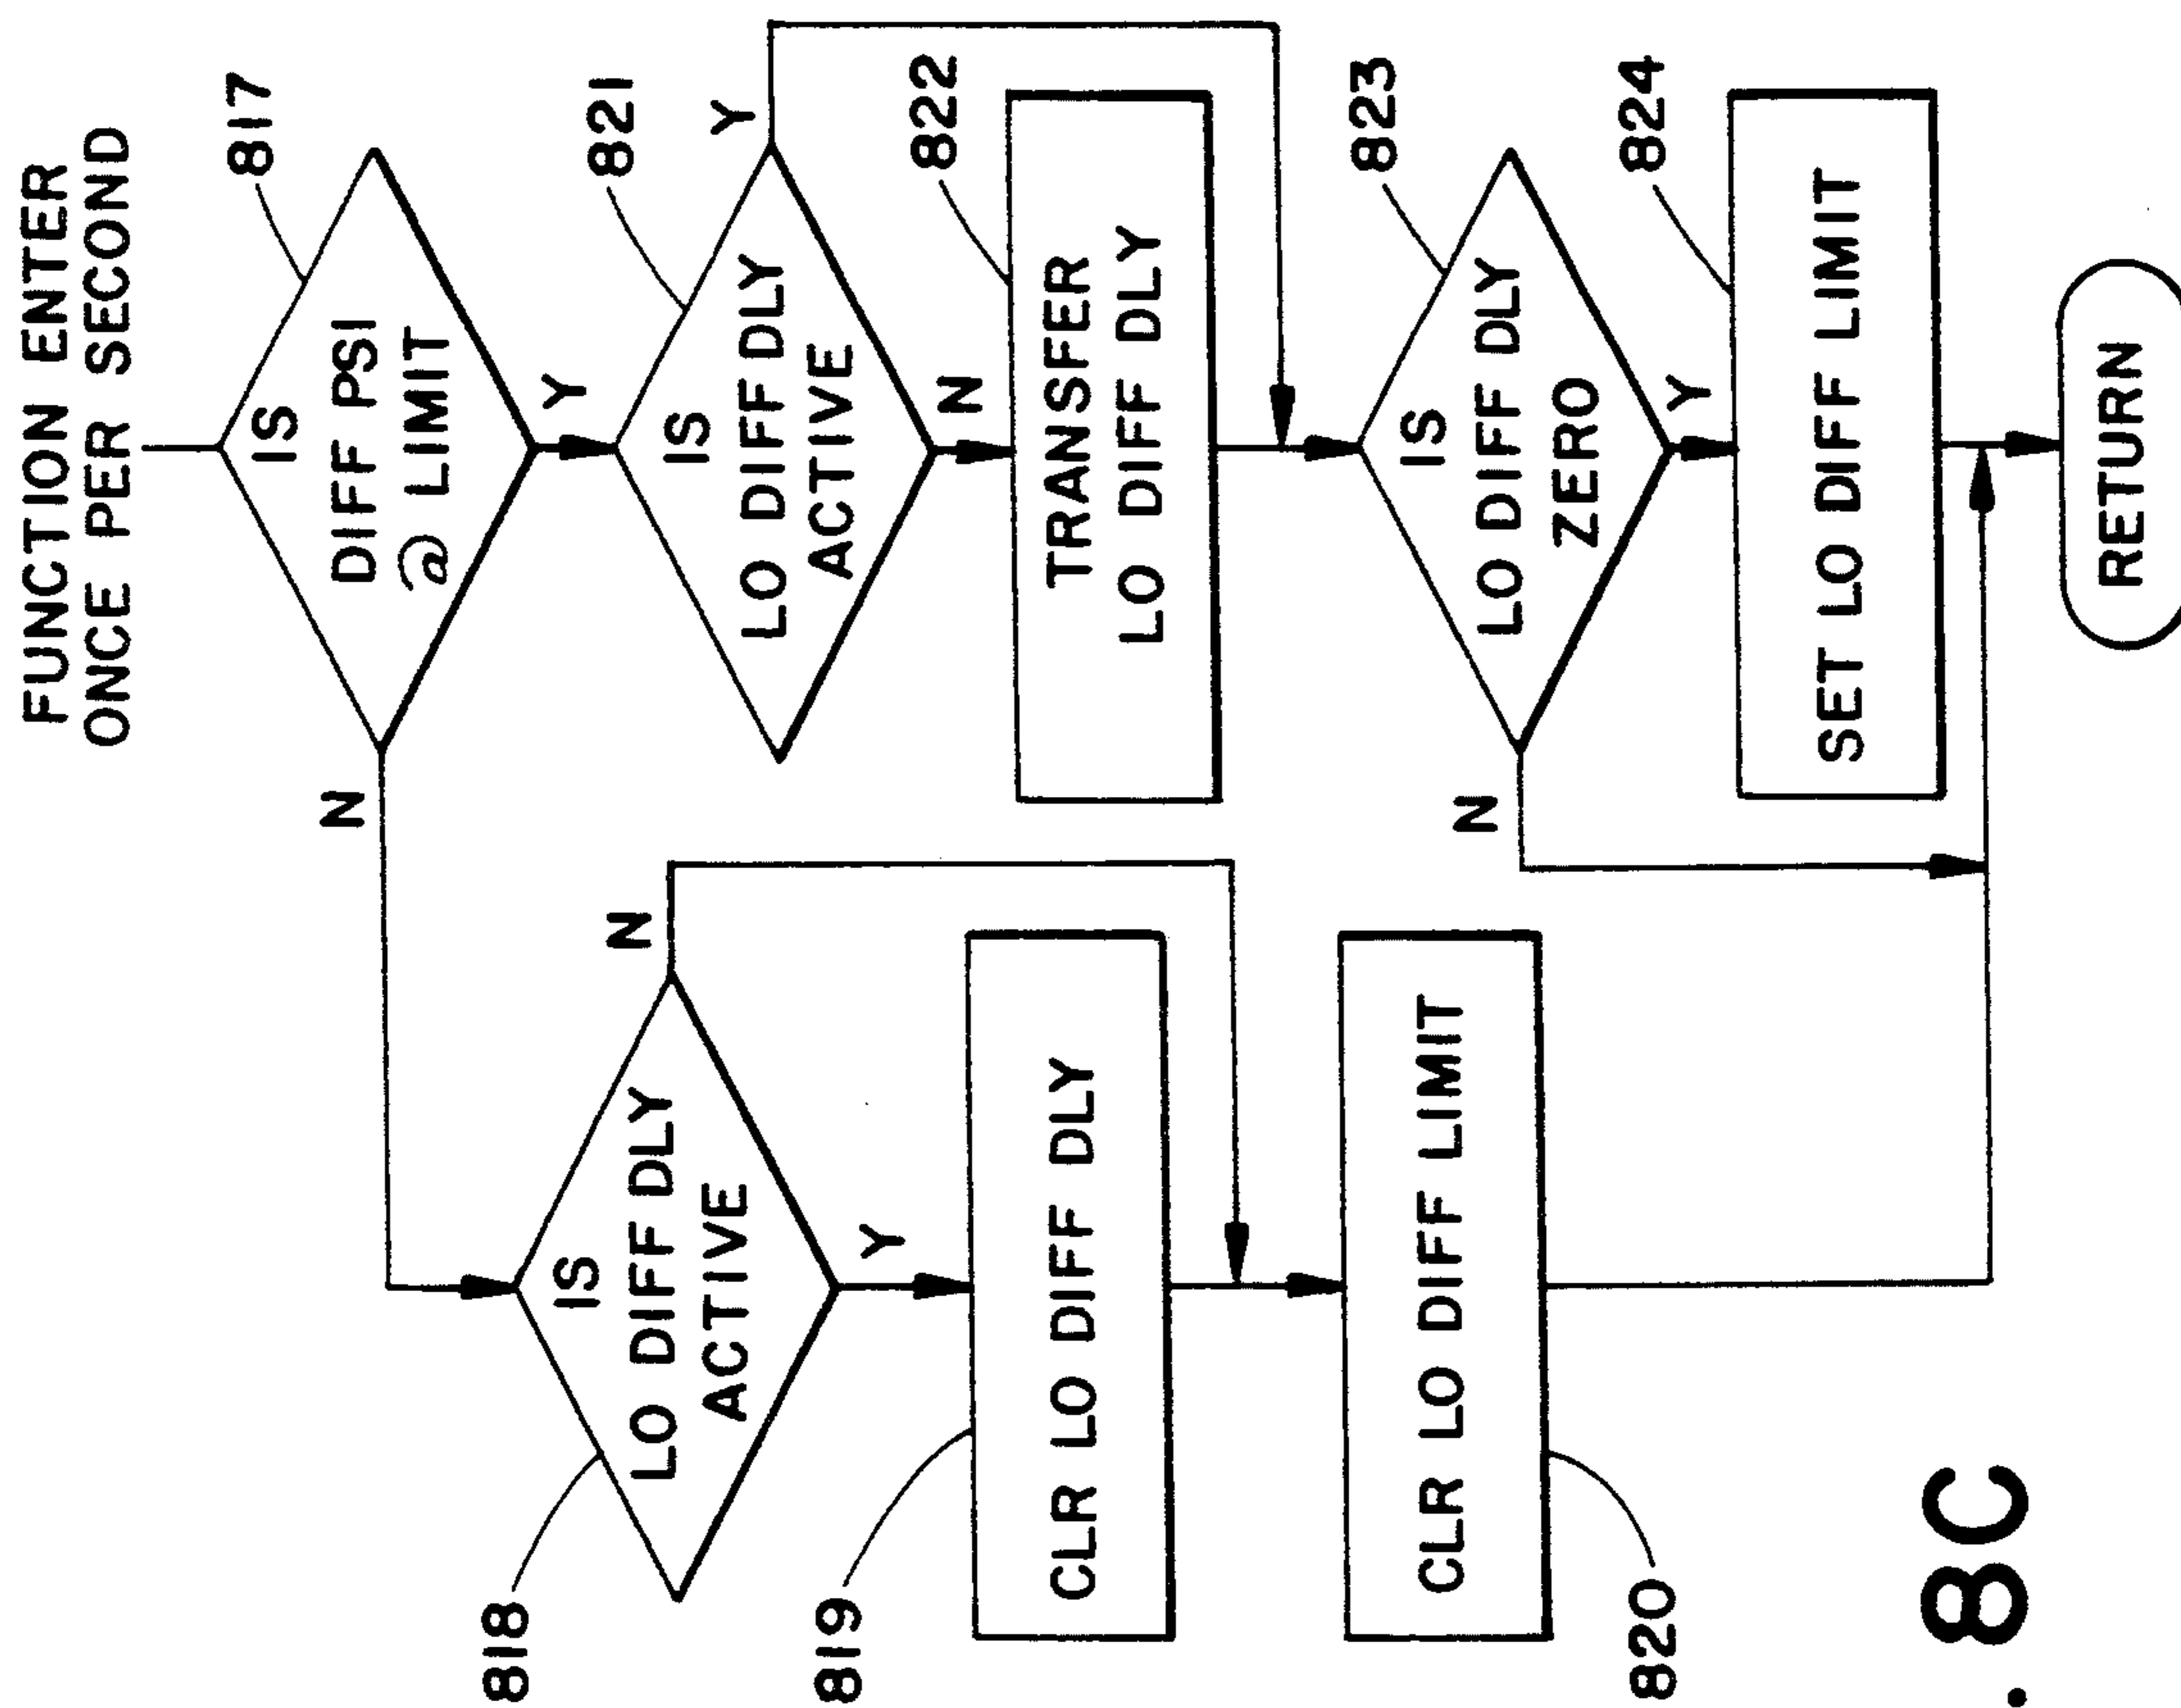 FUNCTION ENTER
ONCE PER SECOND
817
IS
DIFF PSI
@ LIMIT
N
Y
818
IS
LO DIFF DLY
ACTIVE
N
Y
819
CLR LO DIFF DLY
CLR LO DIFF LIMIT
820
821
IS
LO DIFF DLY
ACTIVE
Y
N
822
TRANSFER
LO DIFF DLY
823
IS
LO DIFF DLY
ZERO
N
Y
824
SET LO DIFF LIMIT
RETURN
. 8C